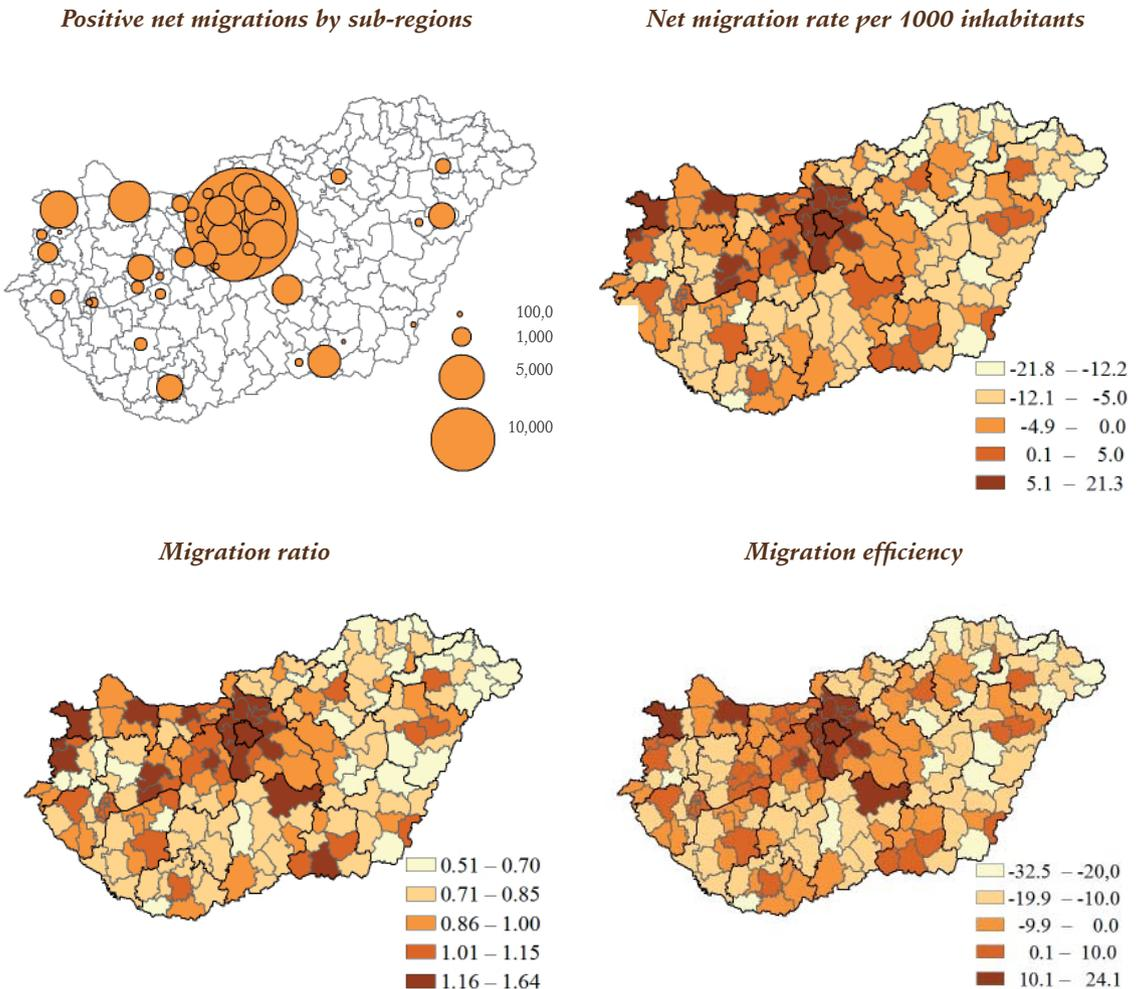 Positive net migrations by sub-regions
Net migration rate per 1000 inhabitants
100,0
1,000
5,000
10,000
-21.8 – -12.2
-12.1 – -5.0
-4.9 – 0.0
0.1 – 5.0
5.1 – 21.3
Migration ratio
Migration efficiency
0.51 – 0.70
0.71 – 0.85
0.86 – 1.00
1.01 – 1.15
1.16 – 1.64
-32.5 – -20,0
-19.9 – -10.0
-9.9 – 0.0
0.1 – 10.0
10.1 – 24.1